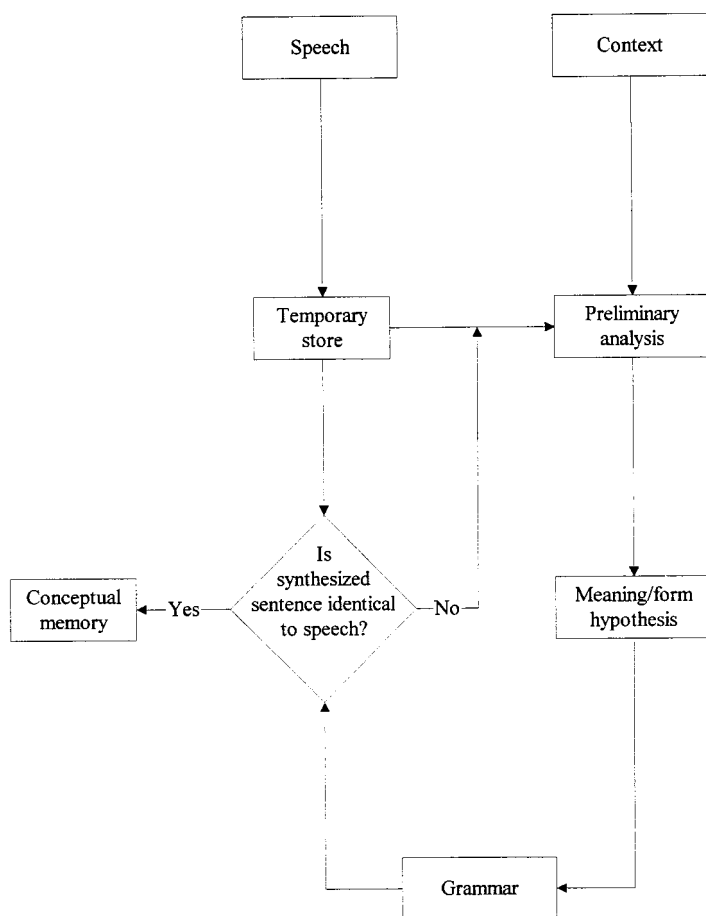 Speech
Context
Temporary
store
Preliminary
analysis
Is
synthesized
sentence identical
to speech?
Conceptual
memory
Yes
No
Meaning/form
hypothesis
Grammar